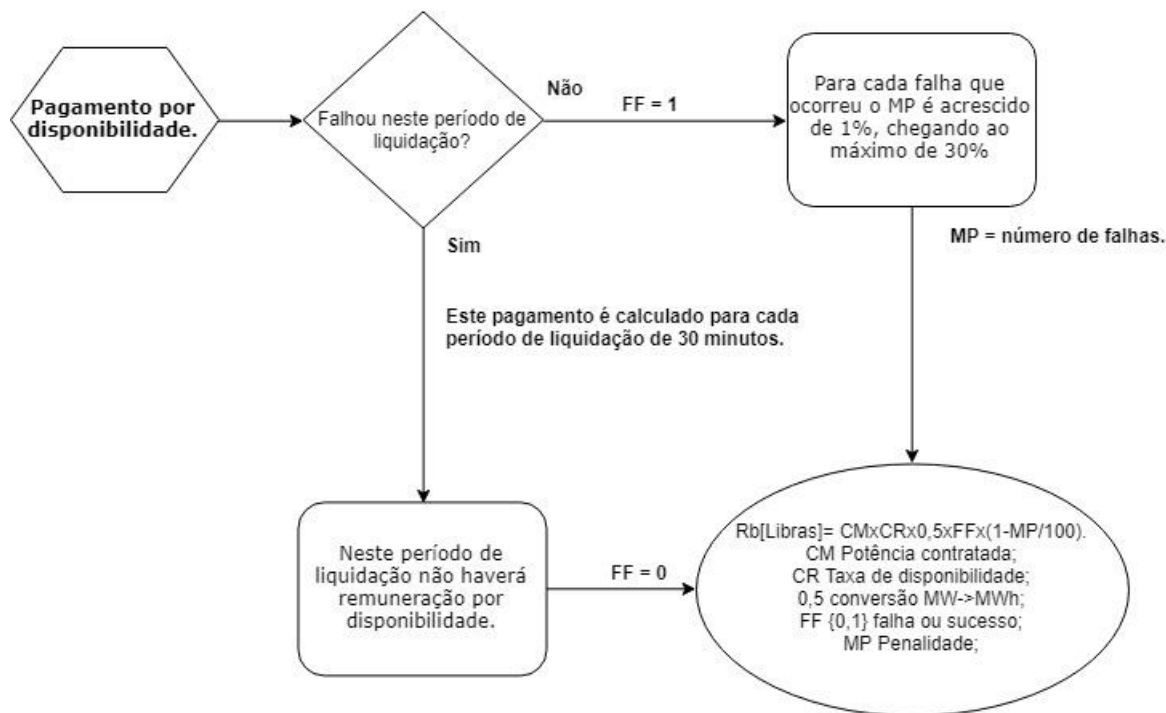 Pagamento por
disponibilidade.
Falhou neste período de
liquidação?
Não
FF = 1
Para cada falha que
ocorreu o MP é acrescido
de 1%, chegando ao
máximo de 30%
MP = número de falhas.
Sim
Este pagamento é calculado para cada
período de liquidação de 30 minutos.
Neste período de
liquidação não haverá
remuneração por
disponibilidade.
FF = 0
Rb[Libras]= CMxCRx0,5xFFx(1-MP/100).
CM Potência contratada;
CR Taxa de disponibilidade;
0,5 conversão MW->MWh;
FF {0,1} falha ou sucesso;
MP Penalidade;